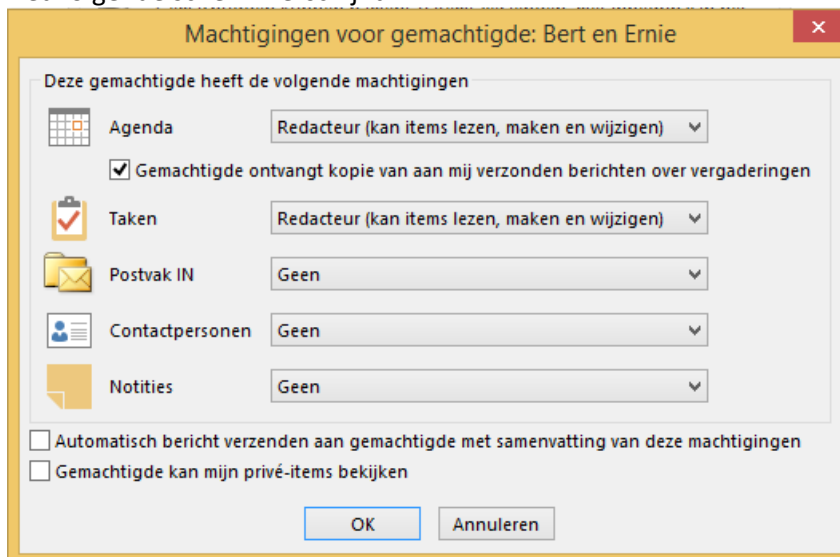 Machtigingen voor gemachtigde: Bert en Ernie
Deze gemachtigde heeft de volgende machtigingen
Agenda
Redacteur (kan items lezen, maken en wijzigen)
Gemachtigde ontvangt kopie van aan mij verzonden berichten over vergaderingen
Taken
Redacteur (kan items lezen, maken en wijzigen)
Postvak IN
Geen
Contactpersonen
Geen
Notities
Geen
Automatisch bericht verzenden aan gemachtigde met samenvatting van deze machtigingen
Gemachtigde kan mijn privé-items bekijken
OK
Annuleren